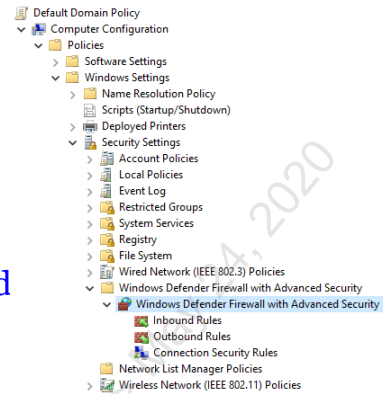 Default Domain Policy
Computer Configuration
Policies
Software Settings
Windows Settings
Name Resolution Policy
Scripts (Startup/Shutdown)
Deployed Printers
Security Settings
Account Policies
Local Policies
Event Log
Restricted Groups
System Services
Registry
File System
Wired Network (IEEE 802.3) Policies
Windows Defender Firewall with Advanced Security
Windows Defender Firewall with Advanced Security
Inbound Rules
Outbound Rules
Connection Security Rules
Network List Manager Policies
Wireless Network (IEEE 802.11) Policies
d
May 24, 2020